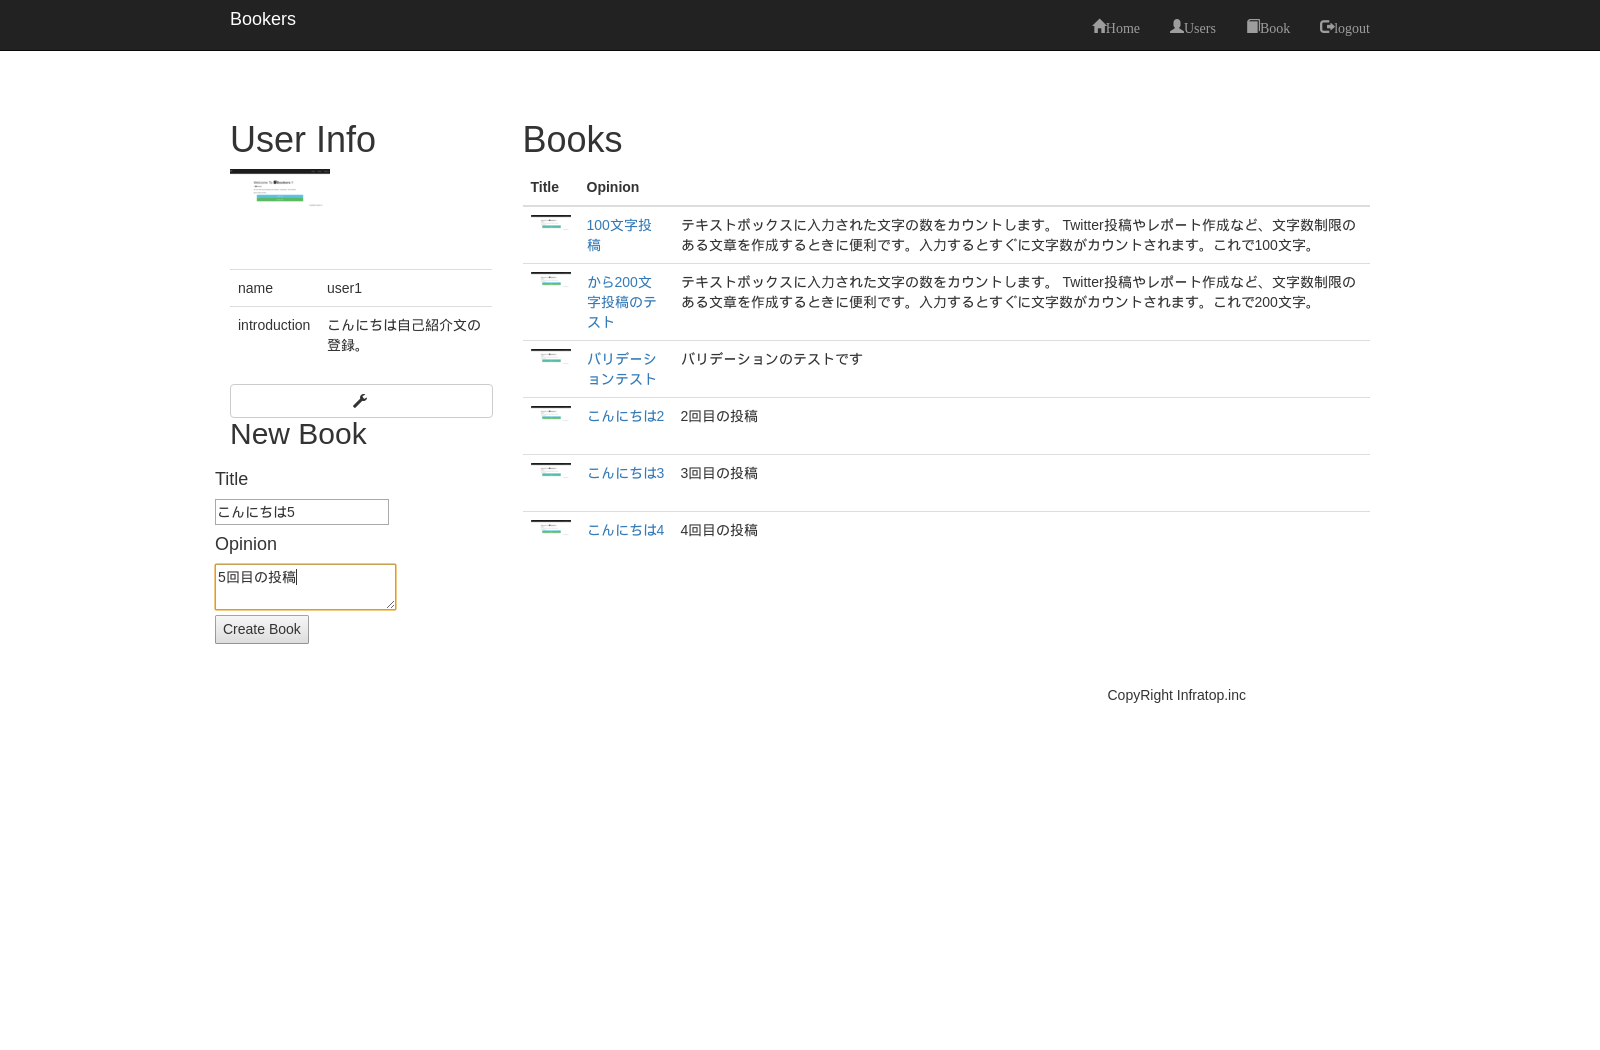 Bookers
Home Users Book logout
User Info
name user1
introduction こんにちは自己紹介文の
登録。
New Book
Title
こんにちは5
Opinion
5回目の投稿
Create Book
Books
Title Opinion
100文字投 テキストボックスに入力された文字の数をカウントします。 Twitter投稿やレポート作成など、文字数制限の
稿 ある文章を作成するときに便利です。入力するとすぐに文字数がカウントされます。これで100文字。
から200文 テキストボックスに入力された文字の数をカウントします。 Twitter投稿やレポート作成など、文字数制限の
字投稿のテ ある文章を作成するときに便利です。入力するとすぐに文字数がカウントされます。これで200文字。
スト
バリデーシ バリデーションのテストです
ョンテスト
こんにちは2 2回目の投稿
こんにちは3 3回目の投稿
こんにちは4 4回目の投稿
CopyRight Infratop.inc